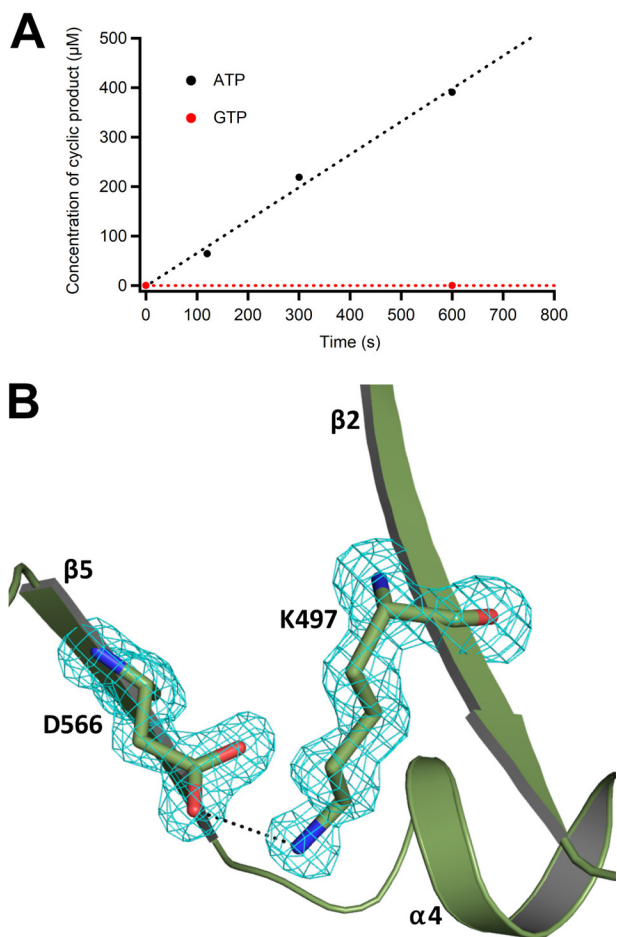 A
Concentration of cyclic product (µM)
500
400
300
200
100
0
ATP
GTP
0 100 200 300 400 500 600 700 800
Time (s)
B
β2
β5
K497
D566
α4